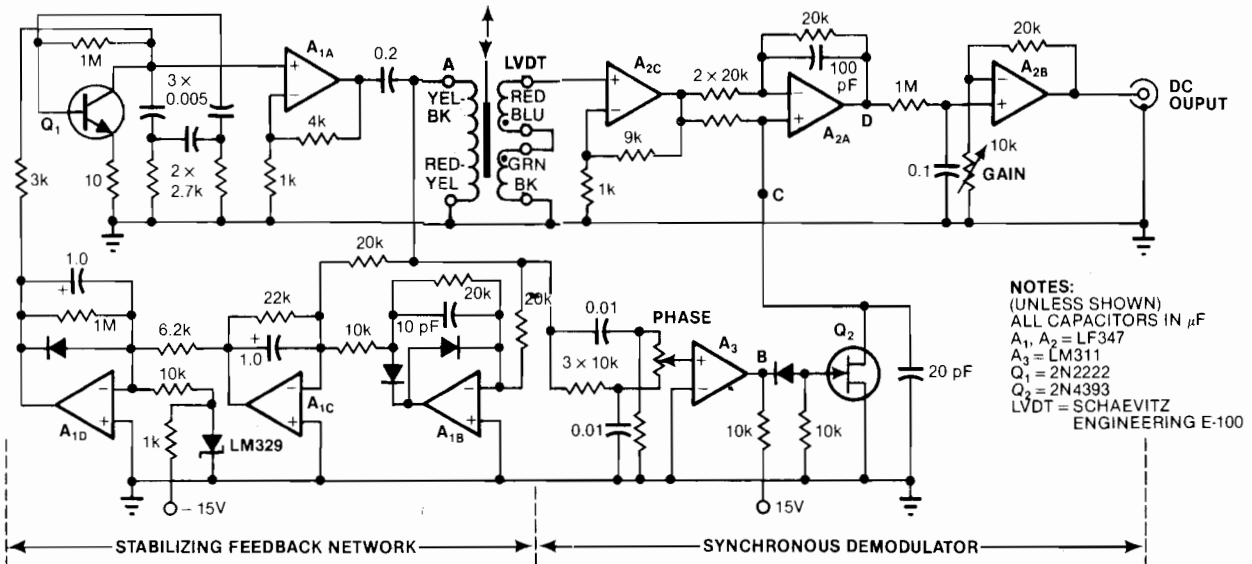 1M
Q1
3 ×
0.005
2 ×
2.7k
10
3k
A1A
+
−
4k
1k
0.2
A
YEL-
BK
RED-
YEL
LVDT
RED
BLU
GRN
BK
A2C
+
−
9k
1k
2 × 20k
20k
100
pF
−
+
A2A
D
1M
0.1
A2B
−
+
20k
10k
GAIN
DC
OUPUT
C
1.0
+
1M
6.2k
10k
A1D
−
+
1k
LM329
− 15V
22k
+
1.0
A1C
−
+
20k
10k
20k
10 pF
A1B
−
+
20k
0.01
3 × 10k
0.01
PHASE
A3
+
−
B
10k
10k
15V
Q2
20 pF
NOTES:
(UNLESS SHOWN)
ALL CAPACITORS IN µF
A1, A2 = LF347
A3 = LM311
Q1 = 2N2222
Q2 = 2N4393
LVDT = SCHAEVITZ
ENGINEERING E-100
STABILIZING FEEDBACK NETWORK
SYNCHRONOUS DEMODULATOR